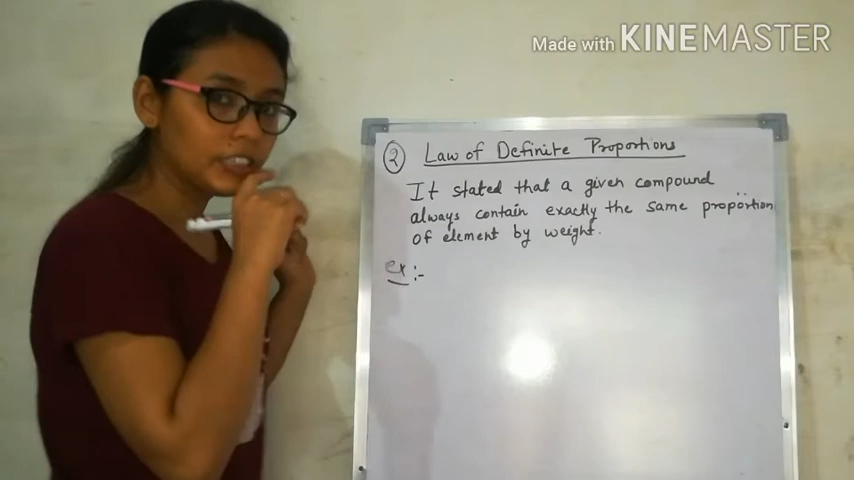 Made with KINEMASTER
2 Law of Definite Proportions
It stated that a given compound
always contain exactly the same proportion
of element by weight.
ex:-